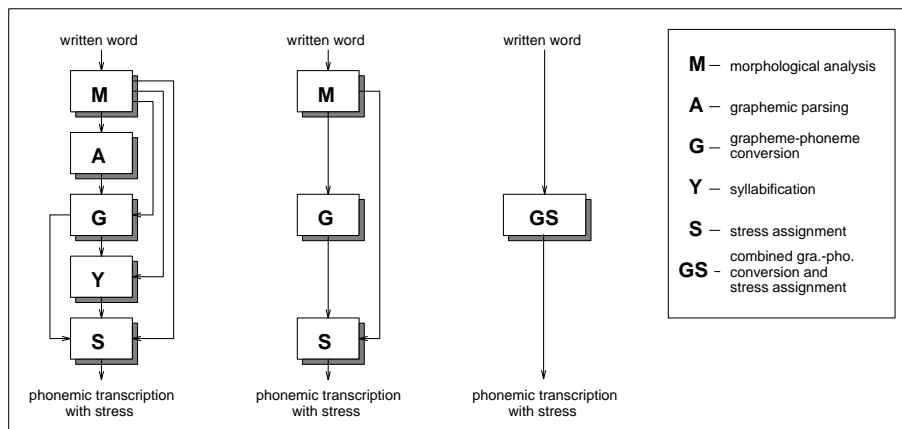 written word
M
A
G
Y
S
phonemic transcription
with stress
written word
M
G
S
phonemic transcription
with stress
written word
GS
phonemic transcription
with stress
M — morphological analysis
A — graphemic parsing
G — grapheme-phoneme
conversion
Y — syllabification
S — stress assignment
GS - combined gra.-pho.
conversion and
stress assignment